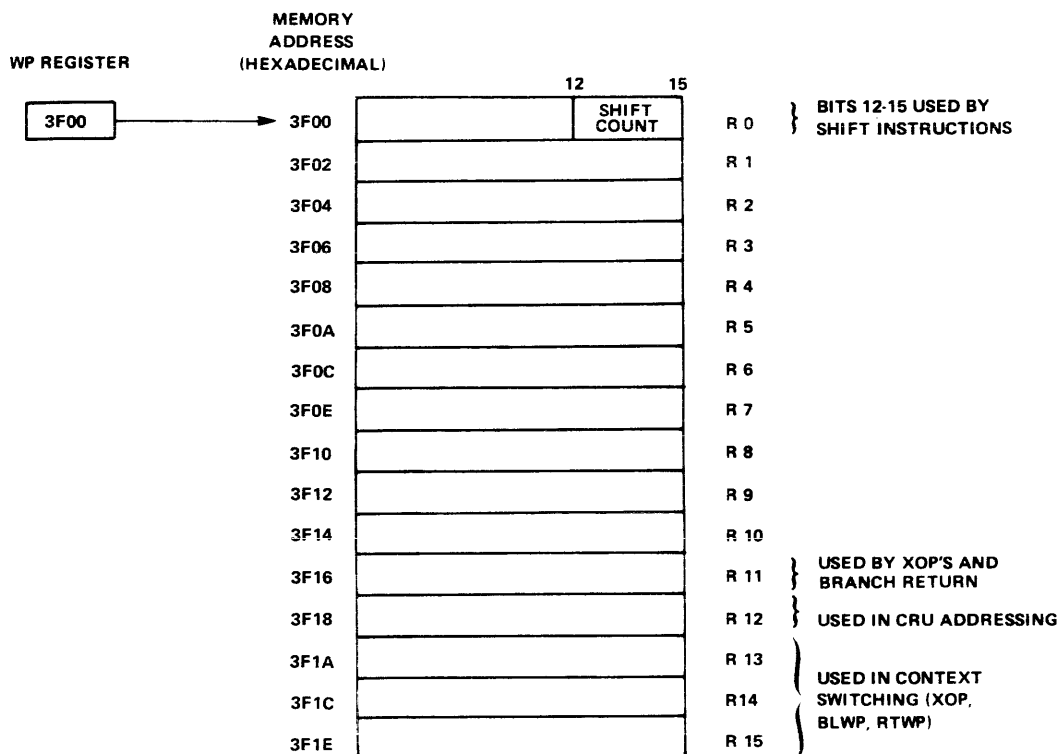 MEMORY
ADDRESS
(HEXADECIMAL)
WP REGISTER
12 15
3F00
3F00
SHIFT
COUNT
R 0
BITS 12-15 USED BY
SHIFT INSTRUCTIONS
3F02 R 1
3F04 R 2
3F06 R 3
3F08 R 4
3F0A R 5
3F0C R 6
3F0E R 7
3F10 R 8
3F12 R 9
3F14 R 10
3F16 R 11
USED BY XOP'S AND
BRANCH RETURN
3F18 R 12 USED IN CRU ADDRESSING
3F1A R 13
3F1C R14
3F1E R 15
USED IN CONTEXT
SWITCHING (XOP,
BLWP, RTWP)